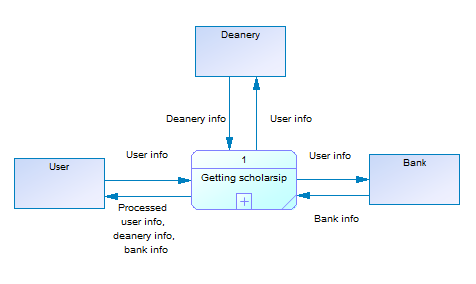 Deanery
Deanery info
User info
User info
1
User info
User
Getting scholarsip
Bank
Processed
user info,
deanery info,
bank info
Bank info